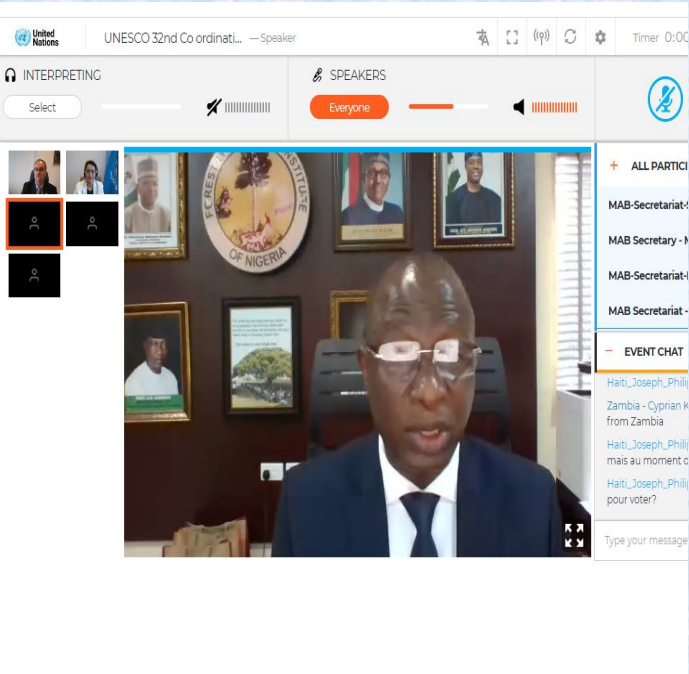 United
Nations
UNESCO 32nd Co ordinati... — Speaker
Timer 0:00
INTERPRETING
Select
SPEAKERS
Everyone
INSTITUTE
OF NIGERIA
+ ALL PARTICI
MAB-Secretariat-
MAB Secretary -
MAB-Secretariat-
MAB Secretariat -
− EVENT CHAT
Haiti_Joseph_Phili
Zambia - Cyprian K
from Zambia
Haiti_Joseph_Phili
mais au moment
Haiti_Joseph_Phili
pour voter?
Type your message